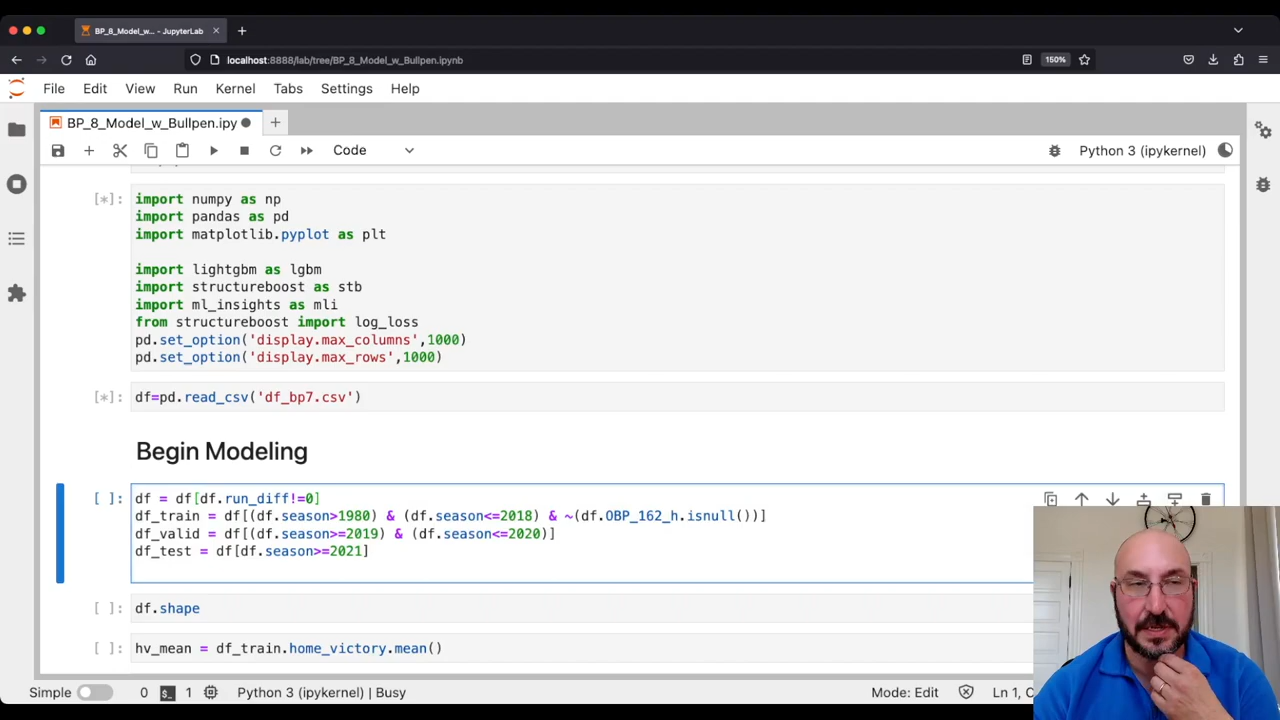 BP_8_Model_w... - JupyterLab
localhost:8888/lab/tree/BP_8_Model_w_Bullpen.ipynb
150%
File Edit View Run Kernel Tabs Settings Help
BP_8_Model_w_Bullpen.ipy
Code
Python 3 (ipykernel)
[*]:
import numpy as np
import pandas as pd
import matplotlib.pyplot as plt
import lightgbm as lgbm
import structureboost as stb
import ml_insights as mli
from structureboost import log_loss
pd.set_option('display.max_columns',1000)
pd.set_option('display.max_rows',1000)
[*]: df=pd.read_csv('df_bp7.csv')
Begin Modeling
[ ]: df = df[df.run_diff!=0]
df_train = df[(df.season>1980) & (df.season<=2018) & ~(df.OBP_162_h.isnull())]
df_valid = df[(df.season>=2019) & (df.season<=2020)]
df_test = df[df.season>=2021]
[ ]: df.shape
[ ]: hv_mean = df_train.home_victory.mean()
Simple 0 1 Python 3 (ipykernel) | Busy Mode: Edit Ln 1, C